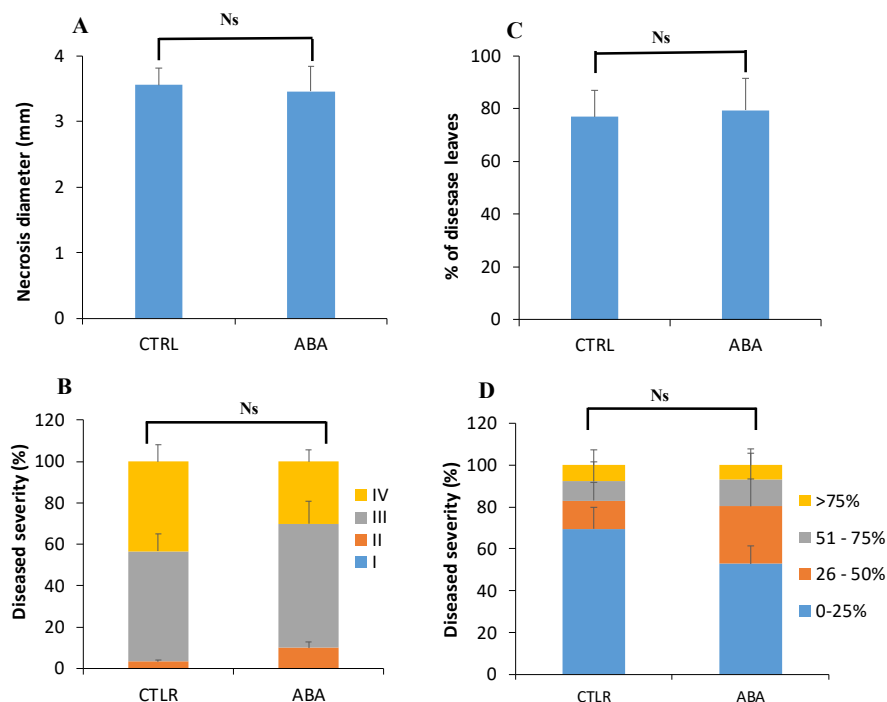 A
Ns
Necrosis diameter (mm)
4
3
2
1
0
CTRL
ABA
C
Ns
% of disesase leaves
100
80
60
40
20
0
CTRL
ABA
B
Ns
Diseased severity (%)
120
100
80
60
40
20
0
CTLR
ABA
IV
III
II
I
D
Ns
Diseased severity (%)
120
100
80
60
40
20
0
CTLR
ABA
>75%
51 - 75%
26 - 50%
0-25%